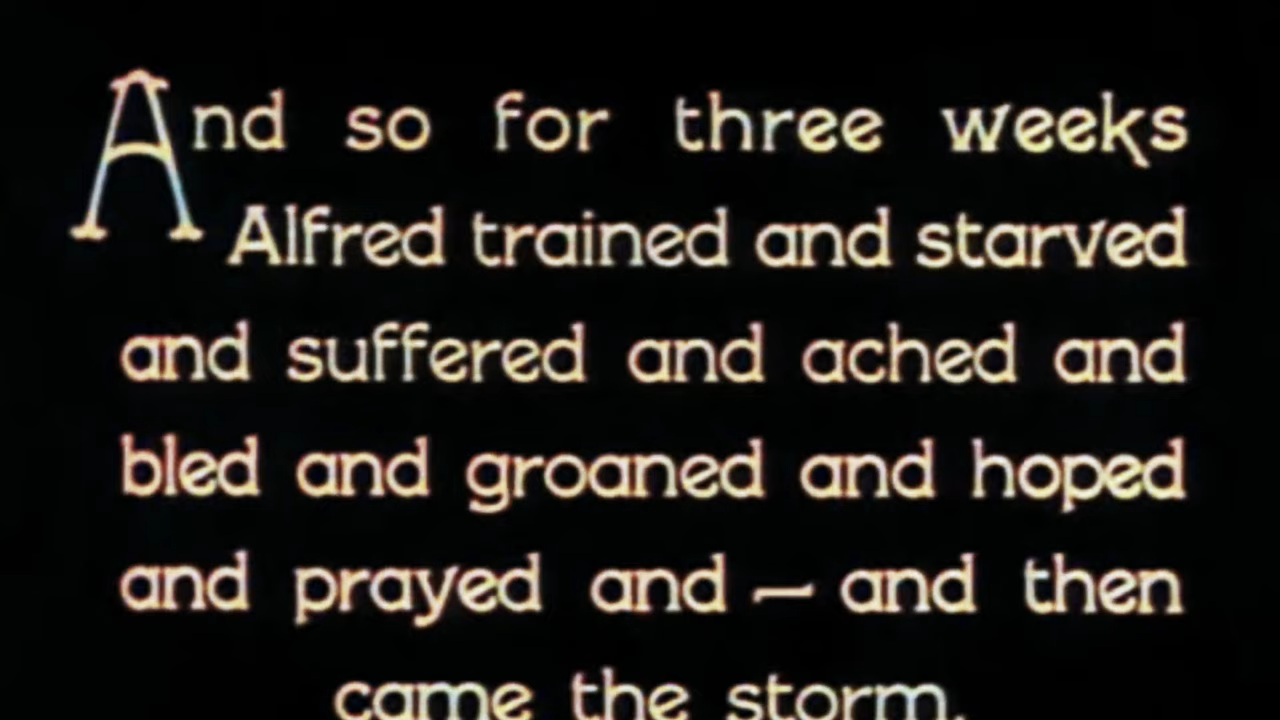 And so for three weeks
Alfred trained and starved
and suffered and ached and
bled and groaned and hoped
and prayed and — and then
came the storm.